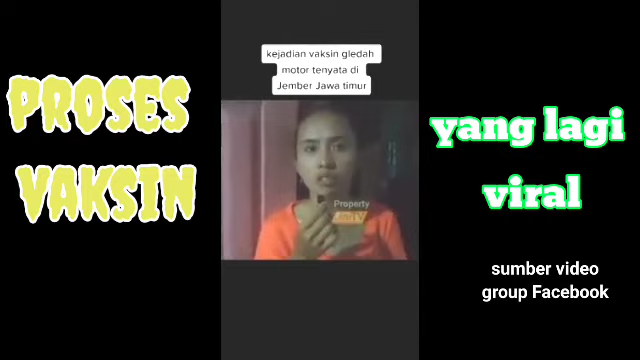 PROSES
VAKSIN
kejadian vaksin gledah
motor tenyata di
Jember Jawa timur
Property
JMTV
yang lagi
viral
sumber video
group Facebook